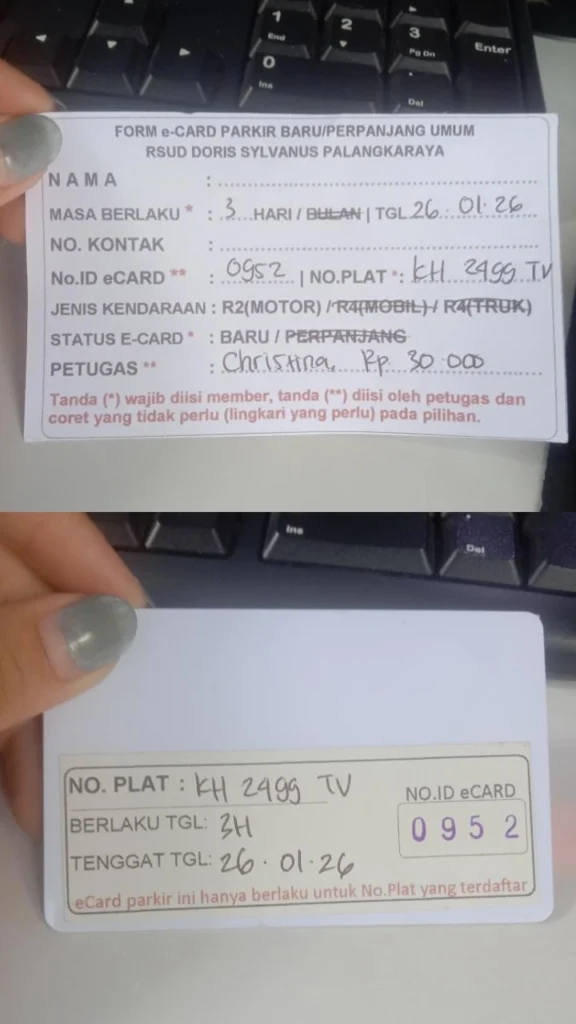 1
End
2
3
Pg Dn
Enter
0
Ins
Del
FORM e-CARD PARKIR BARU/PERPANJANG UMUM
RSUD DORIS SYLVANUS PALANGKARAYA
NAMA : 
MASA BERLAKU * : 3 HARI / BULAN | TGL 26 . 01 . 26
NO. KONTAK :
No.ID eCARD ** : 0952 | NO.PLAT *: KH 2499 TV
JENIS KENDARAAN : R2(MOTOR) / R4(MOBIL) / R4(TRUK)
STATUS E-CARD * : BARU / PERPANJANG
PETUGAS ** : Christina, Rp. 30.000
Tanda (*) wajib diisi member, tanda (**) diisi oleh petugas dan
coret yang tidak perlu (lingkari yang perlu) pada pilihan.
Ins
Del
NO. PLAT : KH 2499 TV
NO.ID eCARD
0952
BERLAKU TGL: 3H
TENGGAT TGL: 26 . 01 . 26
eCard parkir ini hanya berlaku untuk No.Plat yang terdaftar